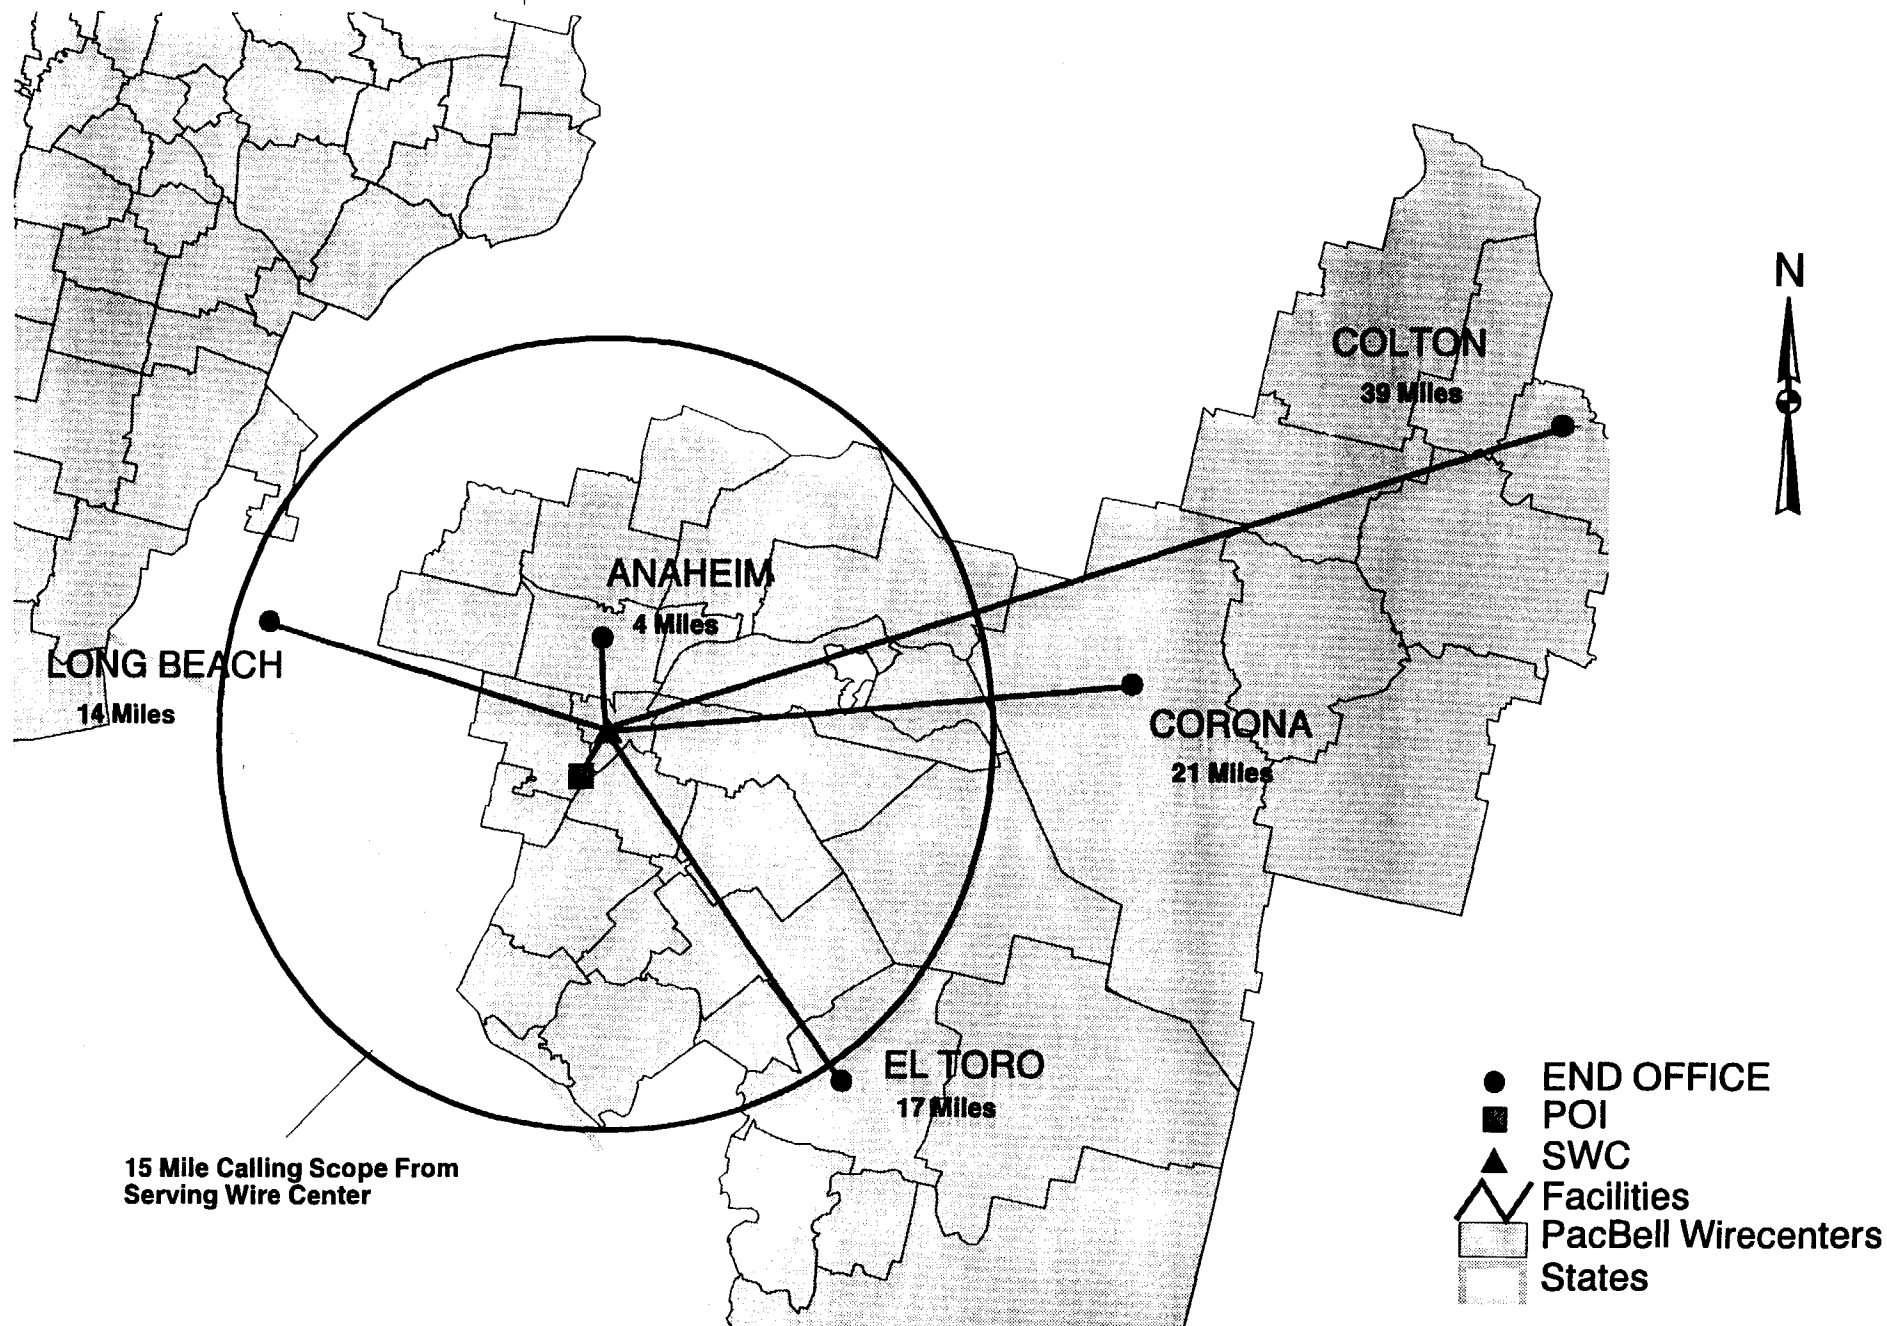 N
COLTON
39 Miles
ANAHEIM
4 Miles
LONG BEACH
14 Miles
CORONA
21 Miles
EL TORO
17 Miles
15 Mile Calling Scope From
Serving Wire Center
END OFFICE
POI
SWC
Facilities
PacBell Wirecenters
States